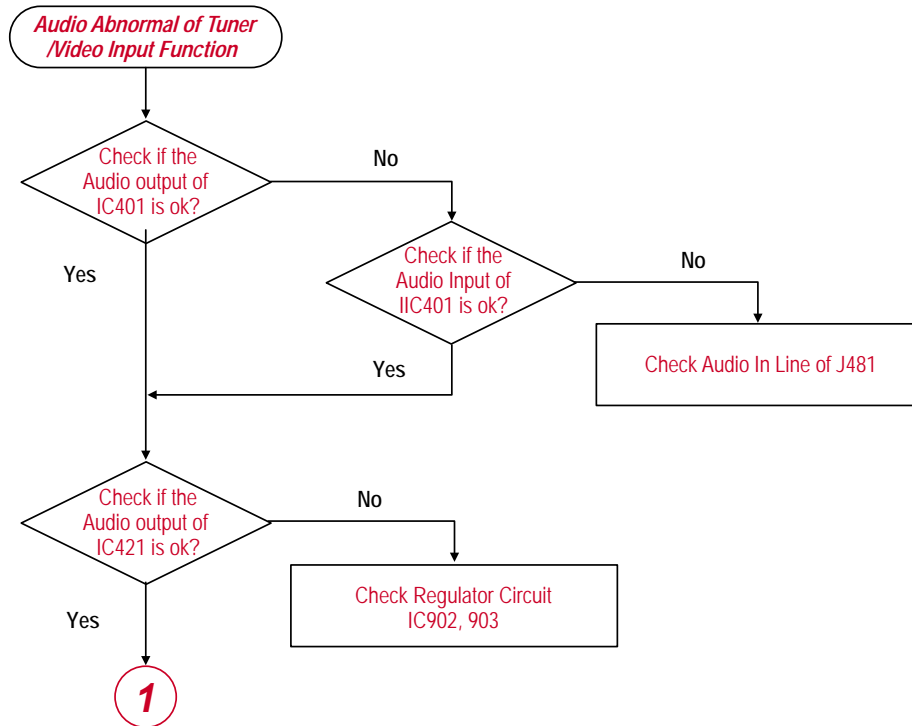 Audio Abnormal of Tuner
/Video Input Function
Check if the
Audio output of
IC401 is ok?
No
Yes
Check if the
Audio Input of
IIC401 is ok?
No
Yes
Check Audio In Line of J481
Check if the
Audio output of
IC421 is ok?
No
Yes
Check Regulator Circuit
IC902, 903
1